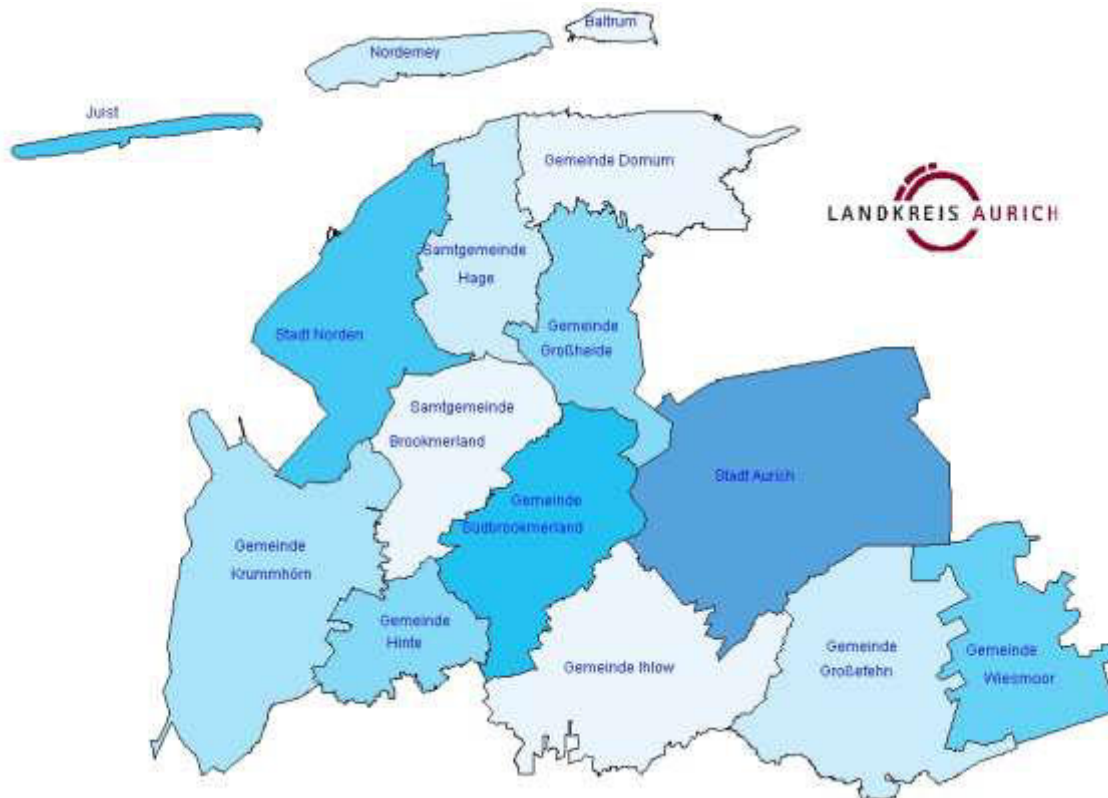 Baltrum
Norderney
Juist
Gemeinde Dornum
LANDKREIS AURICH
Samtgemeinde
Hage
Stadt Norden
Gemeinde
Großheide
Samtgemeinde
Brookmerland
Stadt Aurich
Gemeinde
Südbrookmerland
Gemeinde
Krummhörn
Gemeinde
Hinte
Gemeinde Ihlow
Gemeinde
Großefehn
Gemeinde
Wiesmoor